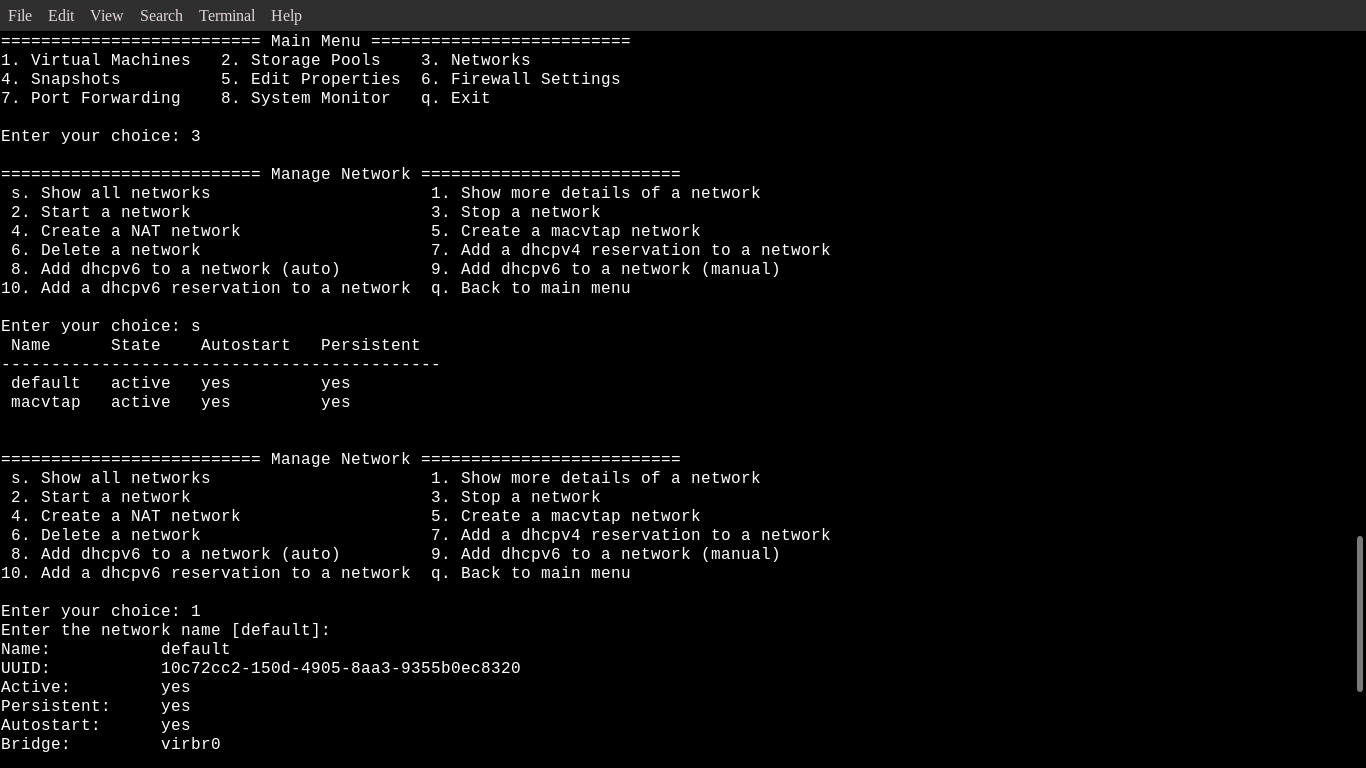 File Edit View Search Terminal Help
========================== Main Menu ==========================
1. Virtual Machines   2. Storage Pools    3. Networks
4. Snapshots          5. Edit Properties  6. Firewall Settings
7. Port Forwarding    8. System Monitor   q. Exit

Enter your choice: 3

========================== Manage Network ==========================
 s. Show all networks                      1. Show more details of a network
 2. Start a network                        3. Stop a network
 4. Create a NAT network                   5. Create a macvtap network
 6. Delete a network                       7. Add a dhcpv4 reservation to a network
 8. Add dhcpv6 to a network (auto)         9. Add dhcpv6 to a network (manual)
10. Add a dhcpv6 reservation to a network  q. Back to main menu

Enter your choice: s
 Name      State    Autostart   Persistent
--------------------------------------------
 default   active   yes         yes
 macvtap   active   yes         yes


========================== Manage Network ==========================
 s. Show all networks                      1. Show more details of a network
 2. Start a network                        3. Stop a network
 4. Create a NAT network                   5. Create a macvtap network
 6. Delete a network                       7. Add a dhcpv4 reservation to a network
 8. Add dhcpv6 to a network (auto)         9. Add dhcpv6 to a network (manual)
10. Add a dhcpv6 reservation to a network  q. Back to main menu

Enter your choice: 1
Enter the network name [default]:
Name:           default
UUID:           10c72cc2-150d-4905-8aa3-9355b0ec8320
Active:         yes
Persistent:     yes
Autostart:      yes
Bridge:         virbr0